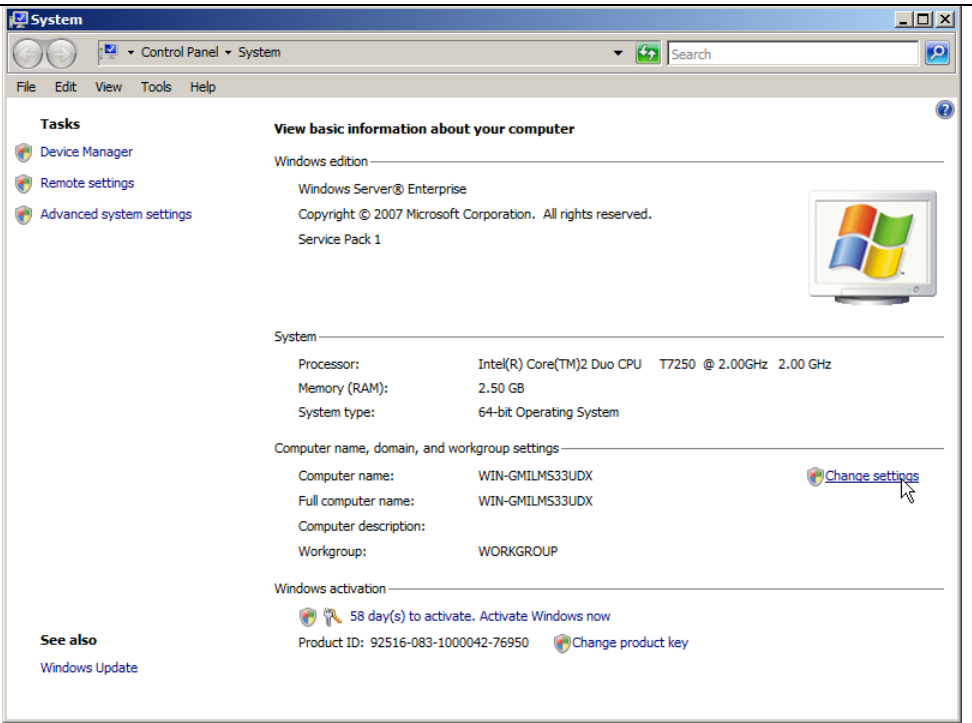 System
Control Panel System Search
File Edit View Tools Help
Tasks
Device Manager
Remote settings
Advanced system settings
See also
Windows Update
View basic information about your computer
Windows edition
Windows Server® Enterprise
Copyright © 2007 Microsoft Corporation. All rights reserved.
Service Pack 1
System
Processor: Intel(R) Core(TM)2 Duo CPU T7250 @ 2.00GHz 2.00 GHz
Memory (RAM): 2.50 GB
System type: 64-bit Operating System
Computer name, domain, and workgroup settings
Computer name: WIN-GMILMS33UDX Change settings
Full computer name: WIN-GMILMS33UDX
Computer description:
Workgroup: WORKGROUP
Windows activation
58 day(s) to activate. Activate Windows now
Product ID: 92516-083-1000042-76950 Change product key